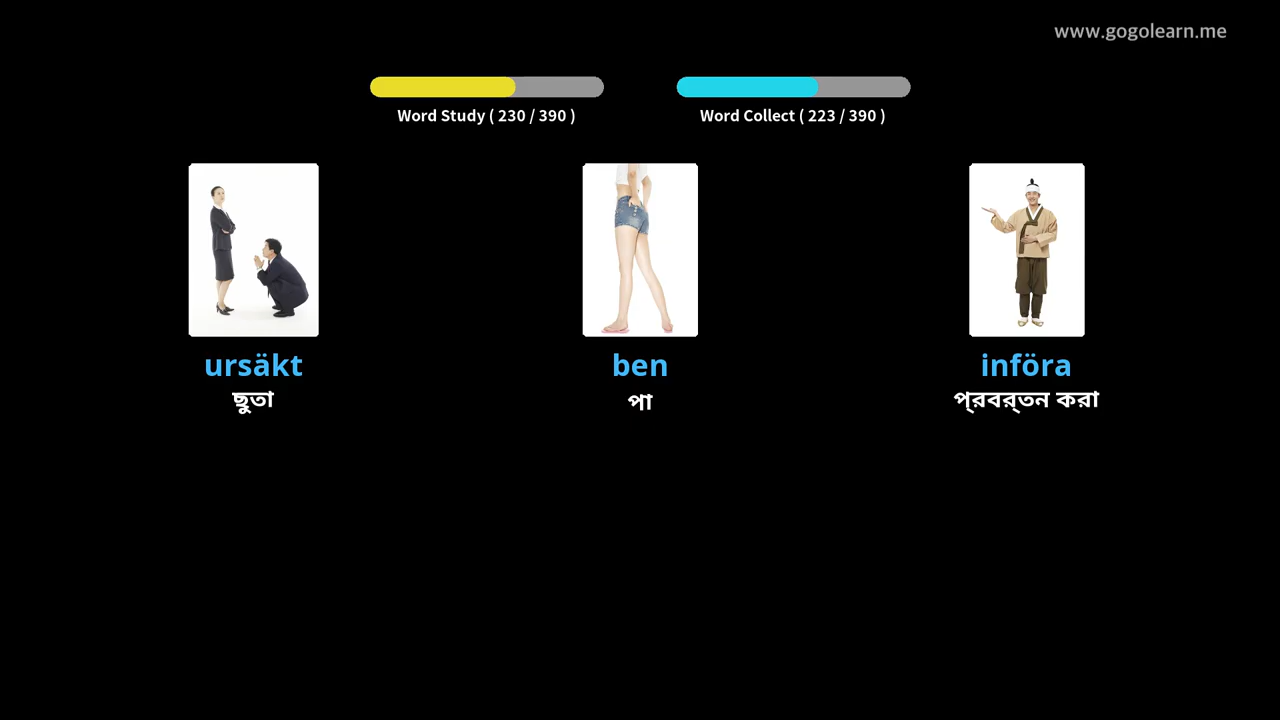 www.gogolearn.me
Word Study ( 230 / 390 )
Word Collect ( 223 / 390 )
ursäkt
ben
införa
ছুতা
পা
প্রবর্তন করা